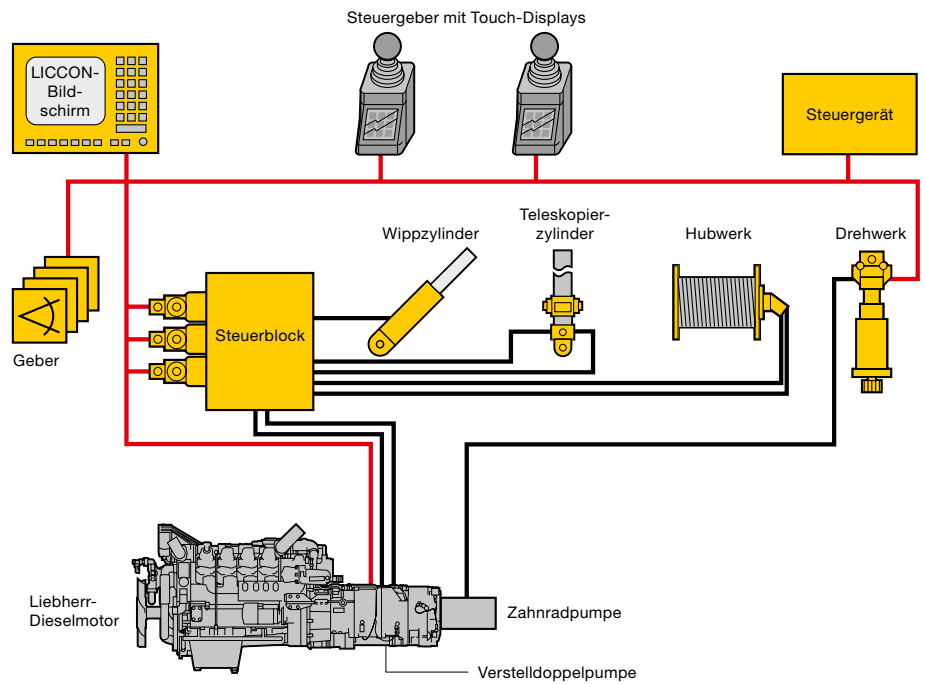 Steuergeber mit Touch-Displays
LICCON-
Bild-
schirm
Steuergerät
Wippzylinder
Teleskopier-
zylinder
Hubwerk
Drehwerk
Geber
Steuerblock
Liebherr-
Dieselmotor
Zahnradpumpe
Verstelldoppelpumpe